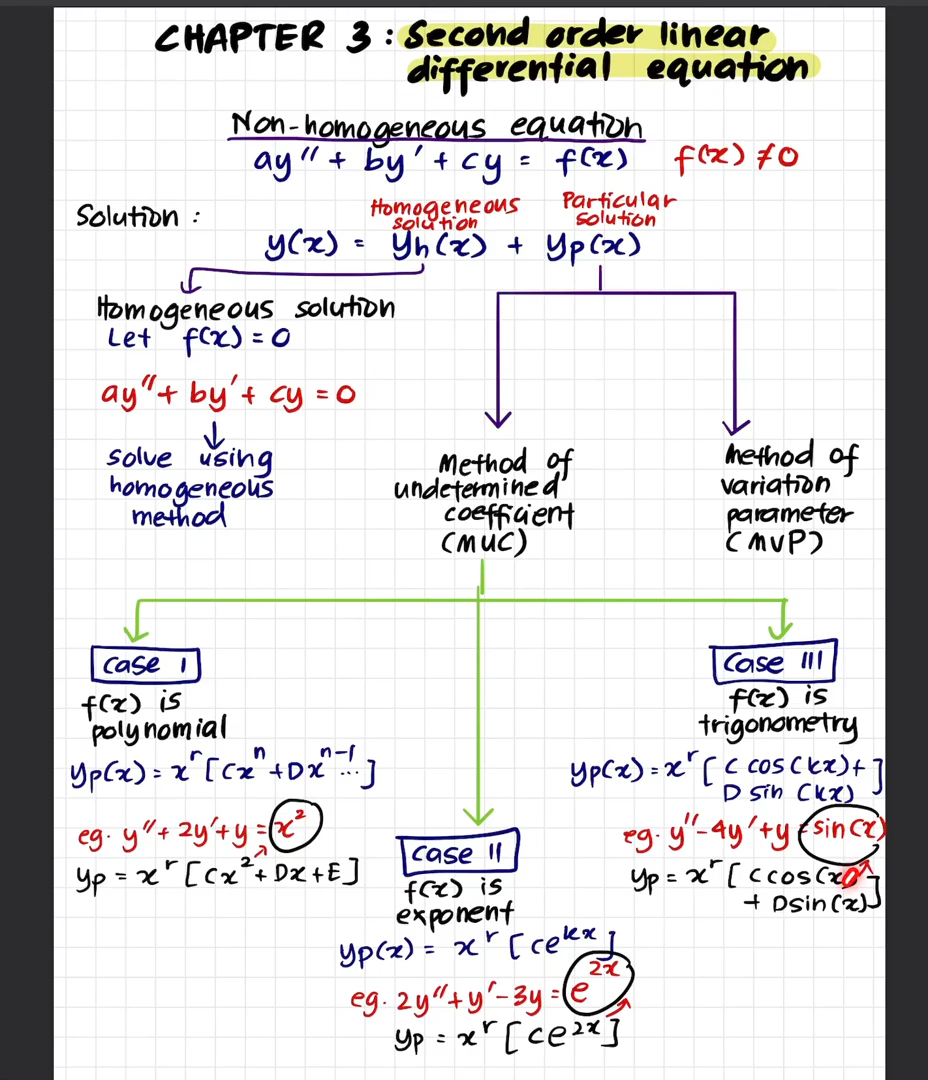 CHAPTER 3 : Second order linear
differential equation
Non-homogeneous equation
ay'' + by' + cy = f(x)   f(x) ≠ 0
Solution :
Homogeneous solution
Particular solution
y(x) = yh(x) + yp(x)
Homogeneous solution
Let f(x) = 0
ay'' + by' + cy = 0
solve using
homogeneous
method
Method of
undetermined
coefficient
(MUC)
Method of
variation
parameter
(MVP)
Case I
f(x) is
polynomial
yp(x) = x^r [Cx^n + Dx^{n-1} ...]
eg. y'' + 2y' + y = x²
yp = x^r [Cx² + Dx + E]
Case II
f(x) is
exponent
yp(x) = x^r [ce^{kx}]
eg. 2y'' + y' - 3y = e^{2x}
yp = x^r [ce^{2x}]
Case III
f(x) is
trigonometry
yp(x) = x^r [C cos(kx) +
D sin(kx)]
eg. y'' - 4y' + y = sin(x)
yp = x^r [C cos(x)
+ D sin(x)]